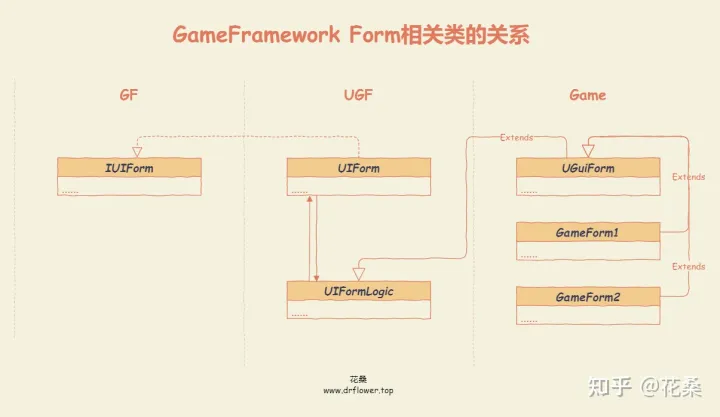 GameFramework Form相关类的关系
GF
UGF
Game
Extends
IUIForm
......
UIForm
......
UGuiForm
......
Extends
GameForm1
......
Extends
UIFormLogic
......
GameForm2
......
花桑
www.drflower.top
知乎 @花桑